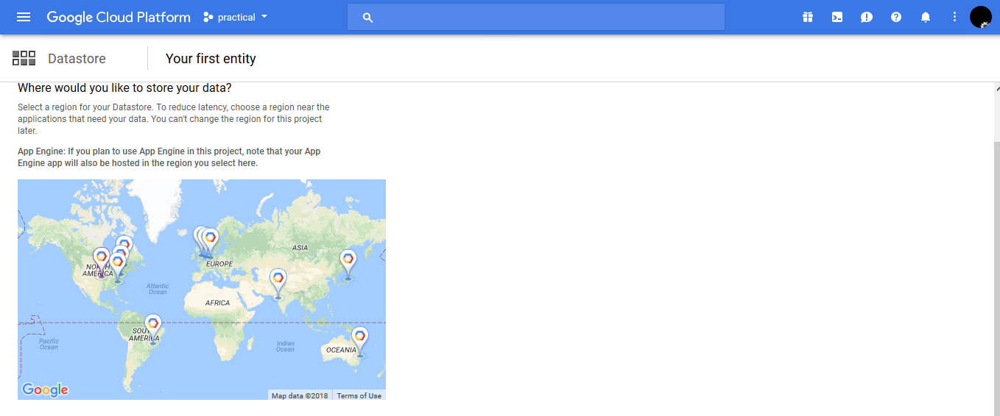 Google Cloud Platform
practical
Datastore
Your first entity
Where would you like to store your data?
Select a region for your Datastore. To reduce latency, choose a region near the
applications that need your data. You can't change the region for this project
later.
App Engine: If you plan to use App Engine in this project, note that your App
Engine app will also be hosted in the region you select here.
ASIA
EUROPE
NORTH
AMERICA
Atlantic
Ocean
AFRICA
SOUTH
AMERICA
Pacific
Ocean
Indian
Ocean
OCEANIA
Google
Map data ©2018
Terms of Use